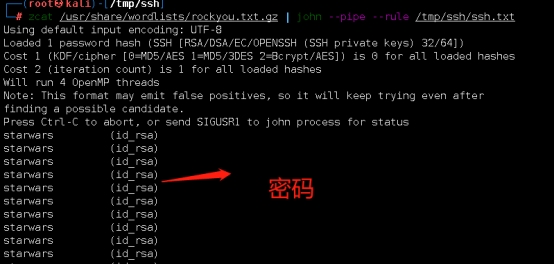 ┌──(root㉿kali)-[/tmp/ssh]
└─# zcat /usr/share/wordlists/rockyou.txt.gz | john --pipe --rule /tmp/ssh/ssh.txt
Using default input encoding: UTF-8
Loaded 1 password hash (SSH [RSA/DSA/EC/OPENSSH (SSH private keys) 32/64])
Cost 1 (KDF/cipher [0=MD5/AES 1=MD5/3DES 2=Bcrypt/AES]) is 0 for all loaded hashes
Cost 2 (iteration count) is 1 for all loaded hashes
Will run 4 OpenMP threads
Note: This format may emit false positives, so it will keep trying even after
finding a possible candidate.
Press Ctrl-C to abort, or send SIGUSR1 to john process for status
starwars (id_rsa)
starwars (id_rsa)
starwars (id_rsa)
starwars (id_rsa)
密码
starwars (id_rsa)
starwars (id_rsa)
starwars (id_rsa)
starwars (id_rsa)
starwars (id_rsa)
starwars (id_rsa)